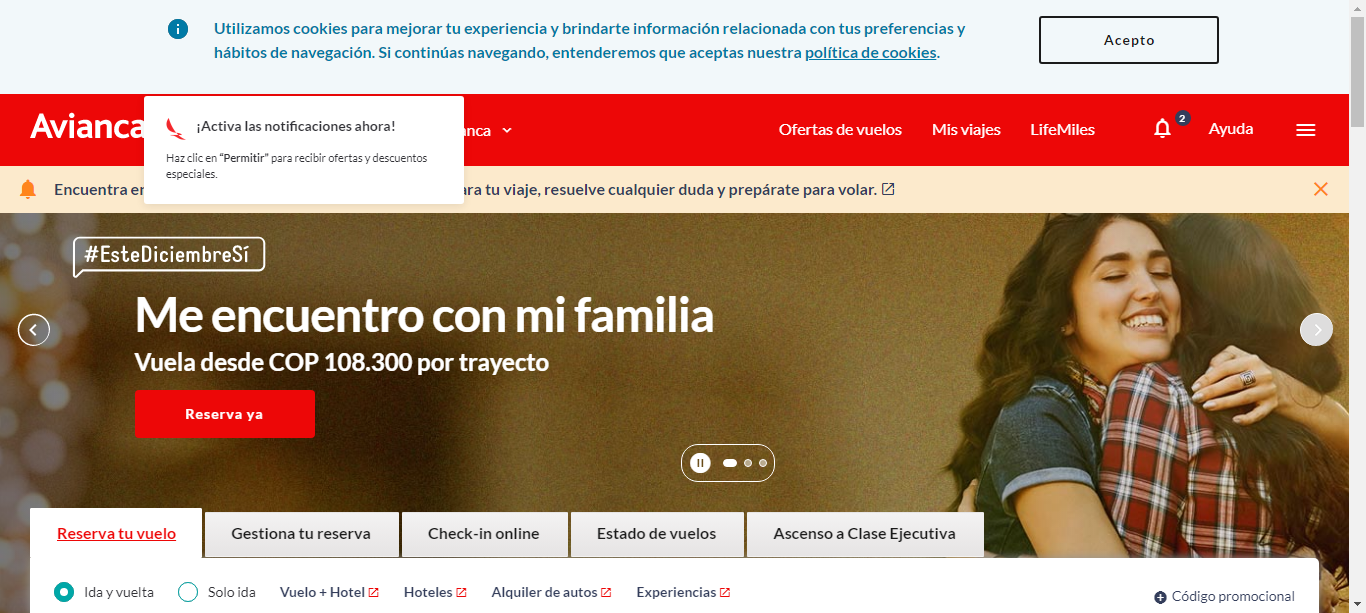 Utilizamos cookies para mejorar tu experiencia y brindarte información relacionada con tus preferencias y
hábitos de navegación. Si continúas navegando, entenderemos que aceptas nuestra política de cookies.
Acepto
Avianca
¡Activa las notificaciones ahora!
Haz clic en “Permitir” para recibir ofertas y descuentos
especiales.
Ofertas de vuelos
Mis viajes
LifeMiles
2
Ayuda
Encuentra
tu viaje, resuelve cualquier duda y prepárate para volar.
#EsteDiciembreSí
Me encuentro con mi familia
Vuela desde COP 108.300 por trayecto
Reserva ya
Reserva tu vuelo
Gestiona tu reserva
Check-in online
Estado de vuelos
Ascenso a Clase Ejecutiva
Ida y vuelta
Solo ida
Vuelo + Hotel
Hoteles
Alquiler de autos
Experiencias
Código promocional